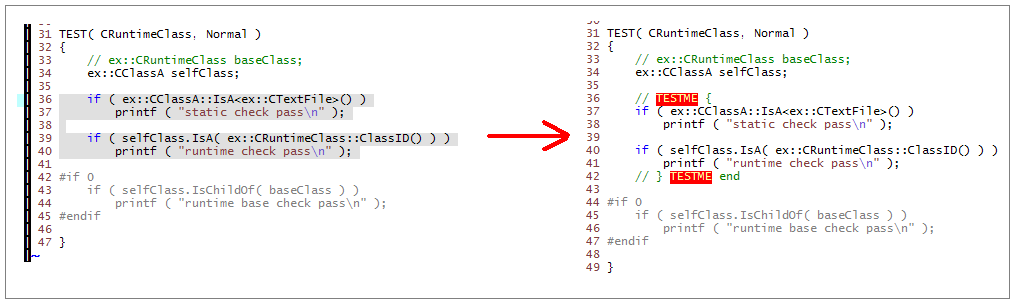 31 TEST( CRuntimeClass, Normal )
32 {
33 // ex::CRuntimeClass baseClass;
34 ex::CClassA selfClass;
35
36 if ( ex::CClassA::IsA<ex::CTextFile>() )
37 printf ( "static check pass\n" );
38
39 if ( selfClass.IsA( ex::CRuntimeClass::ClassID() ) )
40 printf ( "runtime check pass\n" );
41
42 #if 0
43 if ( selfClass.IsChildOf( baseClass ) )
44 printf ( "runtime base check pass\n" );
45 #endif
46
47 }
~
30
31 TEST( CRuntimeClass, Normal )
32 {
33 // ex::CRuntimeClass baseClass;
34 ex::CClassA selfClass;
35
36 // TESTME {
37 if ( ex::CClassA::IsA<ex::CTextFile>() )
38 printf ( "static check pass\n" );
39
40 if ( selfClass.IsA( ex::CRuntimeClass::ClassID() ) )
41 printf ( "runtime check pass\n" );
42 // } TESTME end
43
44 #if 0
45 if ( selfClass.IsChildOf( baseClass ) )
46 printf ( "runtime base check pass\n" );
47 #endif
48
49 }